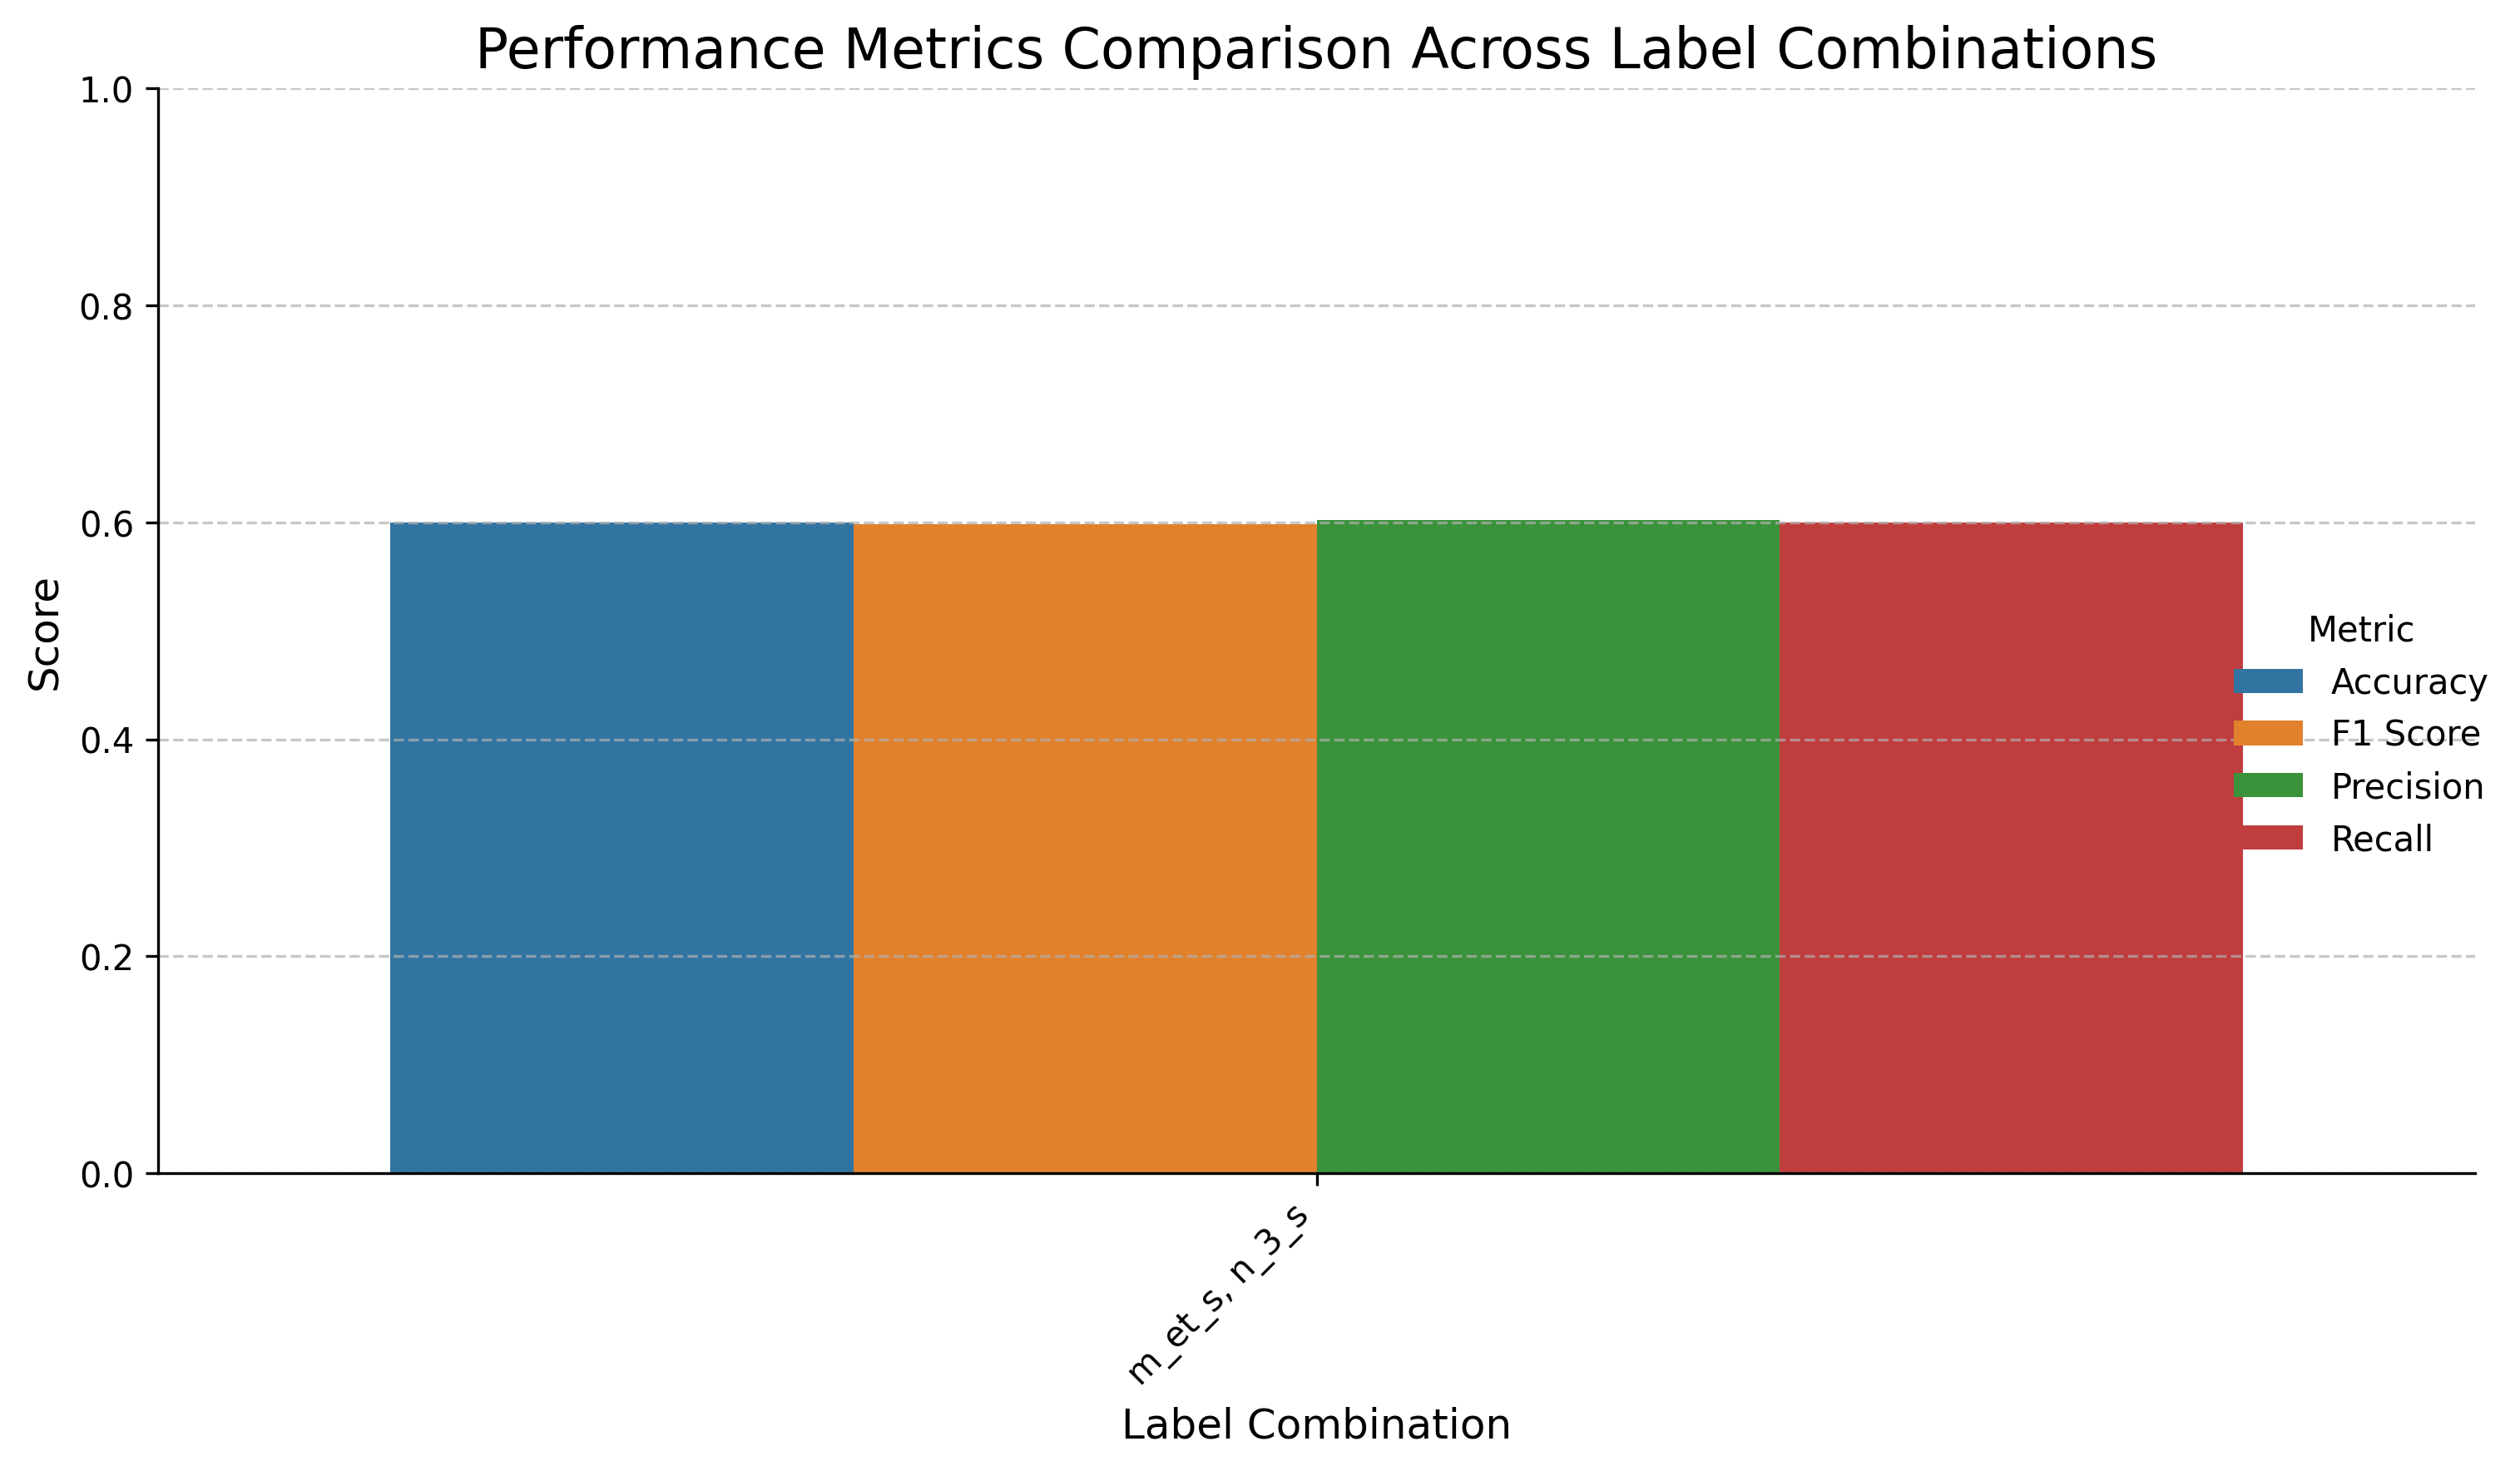 Performance Metrics Comparison Across Label Combinations
1.0
0.8
0.6
0.4
0.2
0.0
Score
Metric
Accuracy
F1 Score
Precision
Recall
m_et_s, n_3_s
Label Combination